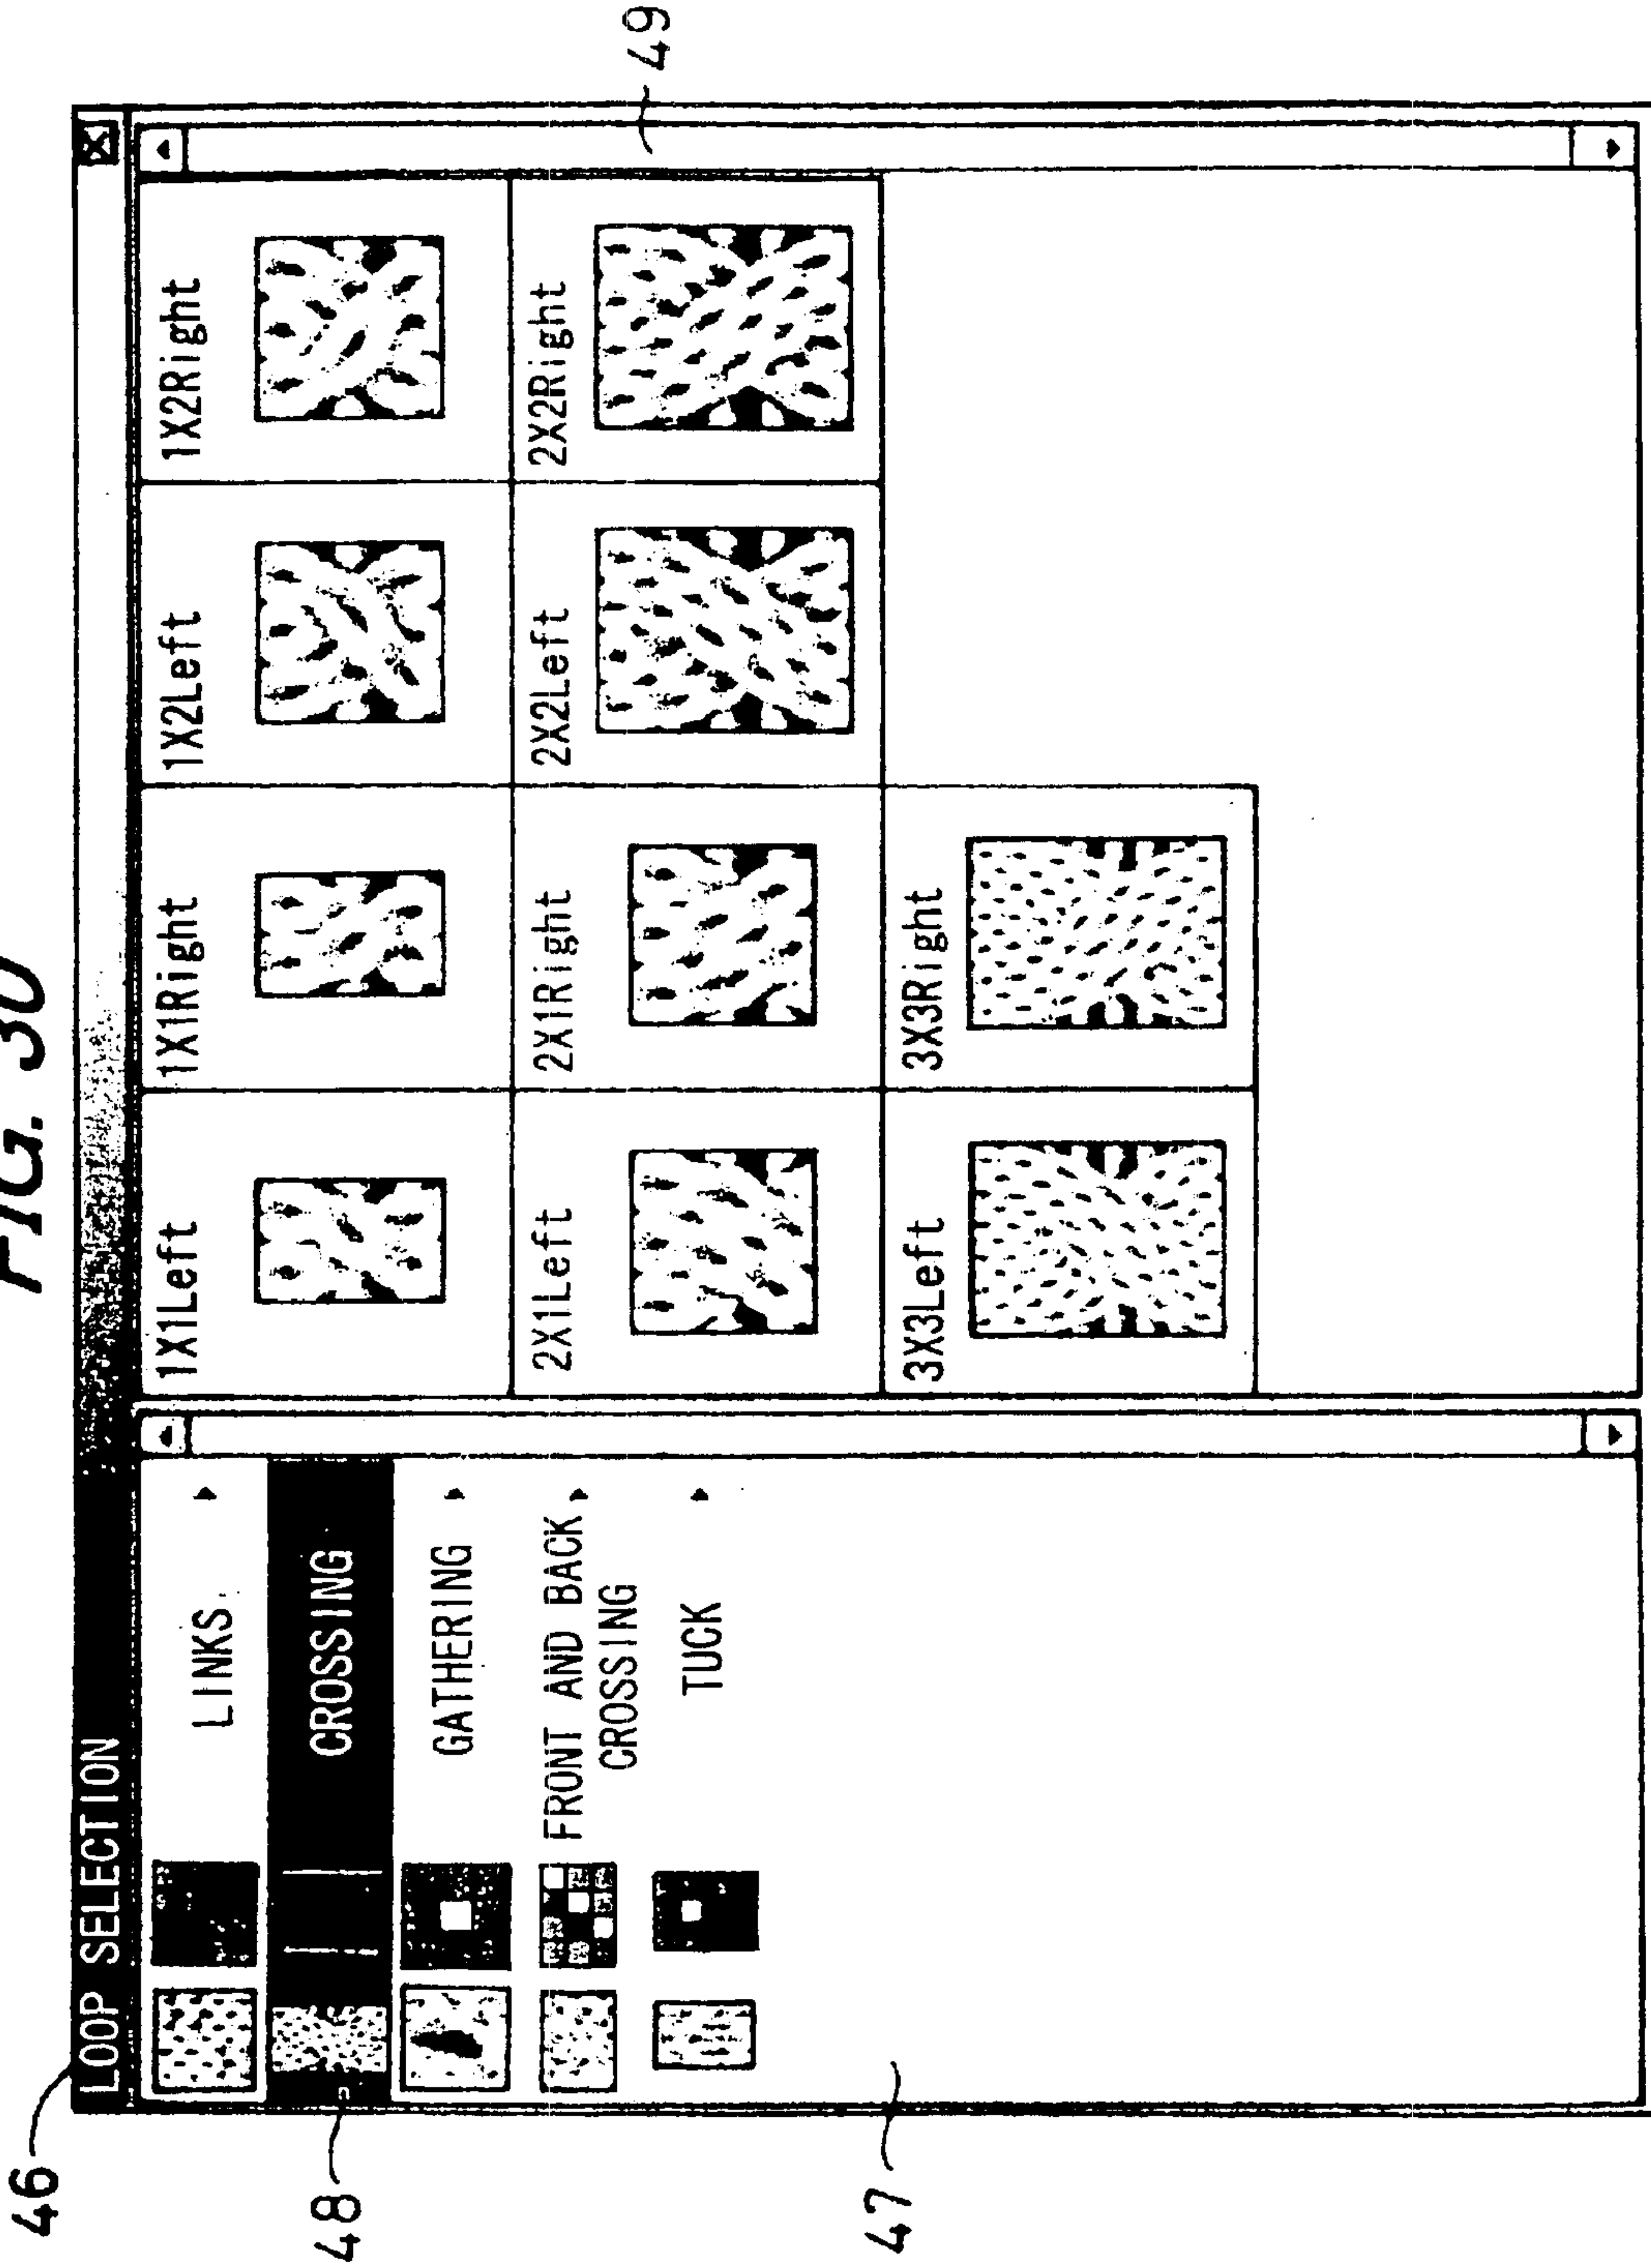 FIG. 30
46
LOOP SELECTION
LINKS
48
CROSSING
GATHERING
FRONT AND BACK
CROSSING
TUCK
47
1X1Left
1X1Right
1X2Left
1X2Right
2X1Left
2X1Right
2X2Left
2X2Right
3X3Left
3X3Right
49